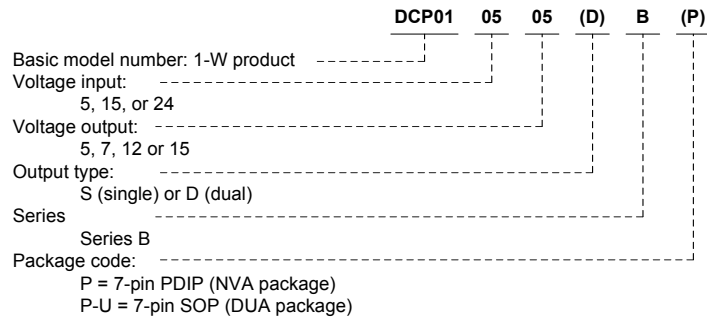 DCP01 05 05 (D) B (P)
Basic model number: 1-W product
Voltage input:
5, 15, or 24
Voltage output:
5, 7, 12 or 15
Output type:
S (single) or D (dual)
Series
Series B
Package code:
P = 7-pin PDIP (NVA package)
P-U = 7-pin SOP (DUA package)